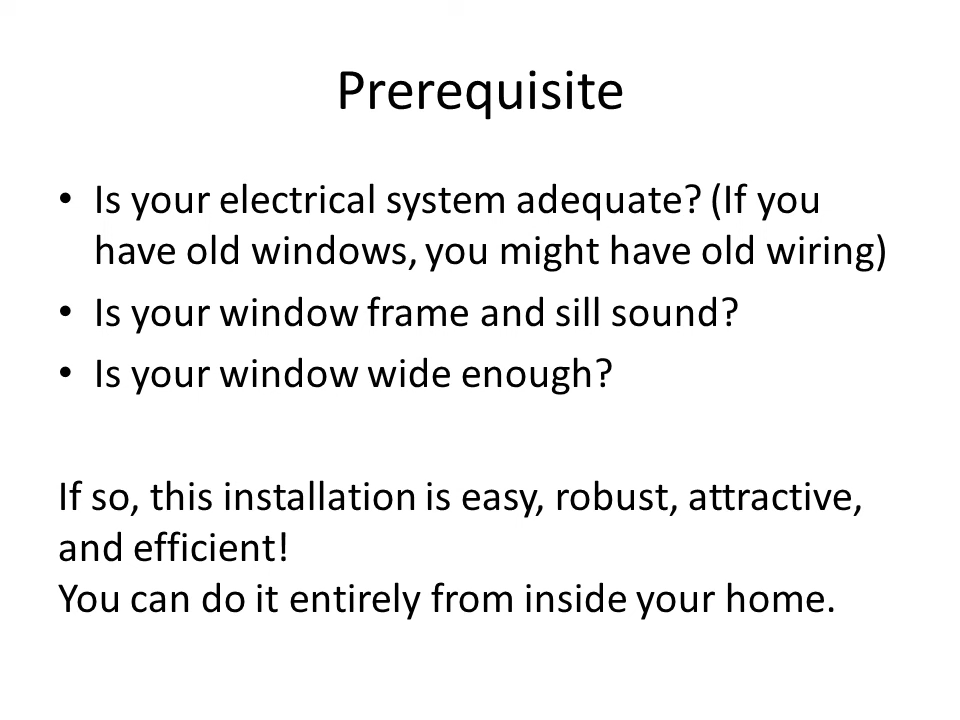 Prerequisite
• Is your electrical system adequate? (If you
have old windows, you might have old wiring)
• Is your window frame and sill sound?
• Is your window wide enough?
If so, this installation is easy, robust, attractive,
and efficient!
You can do it entirely from inside your home.